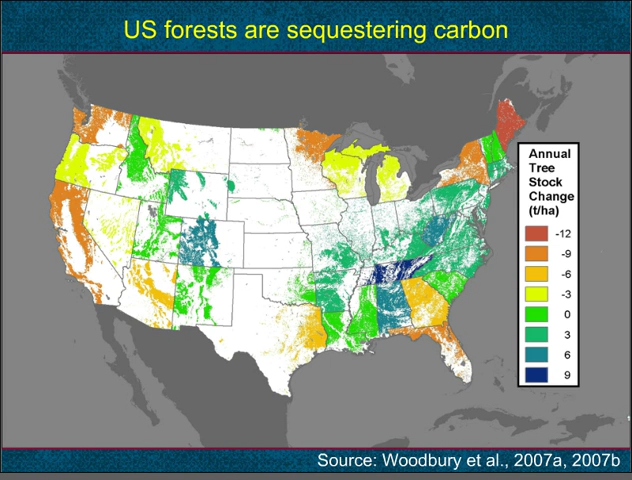 US forests are sequestering carbon
Annual
Tree
Stock
Change
(t/ha)
-12
-9
-6
-3
0
3
6
9
Source: Woodbury et al., 2007a, 2007b